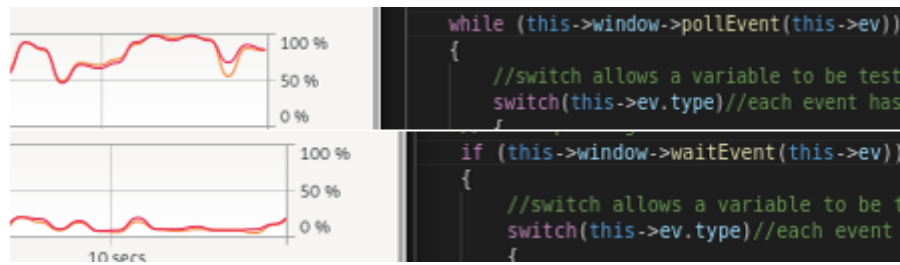 100 %
50 %
0 %
while (this->window->pollEvent(this->ev))
{
//switch allows a variable to be test
switch(this->ev.type)//each event has
{
100 %
50 %
0 %
10 secs
if (this->window->waitEvent(this->ev))
{
//switch allows a variable to be t
switch(this->ev.type)//each event
{